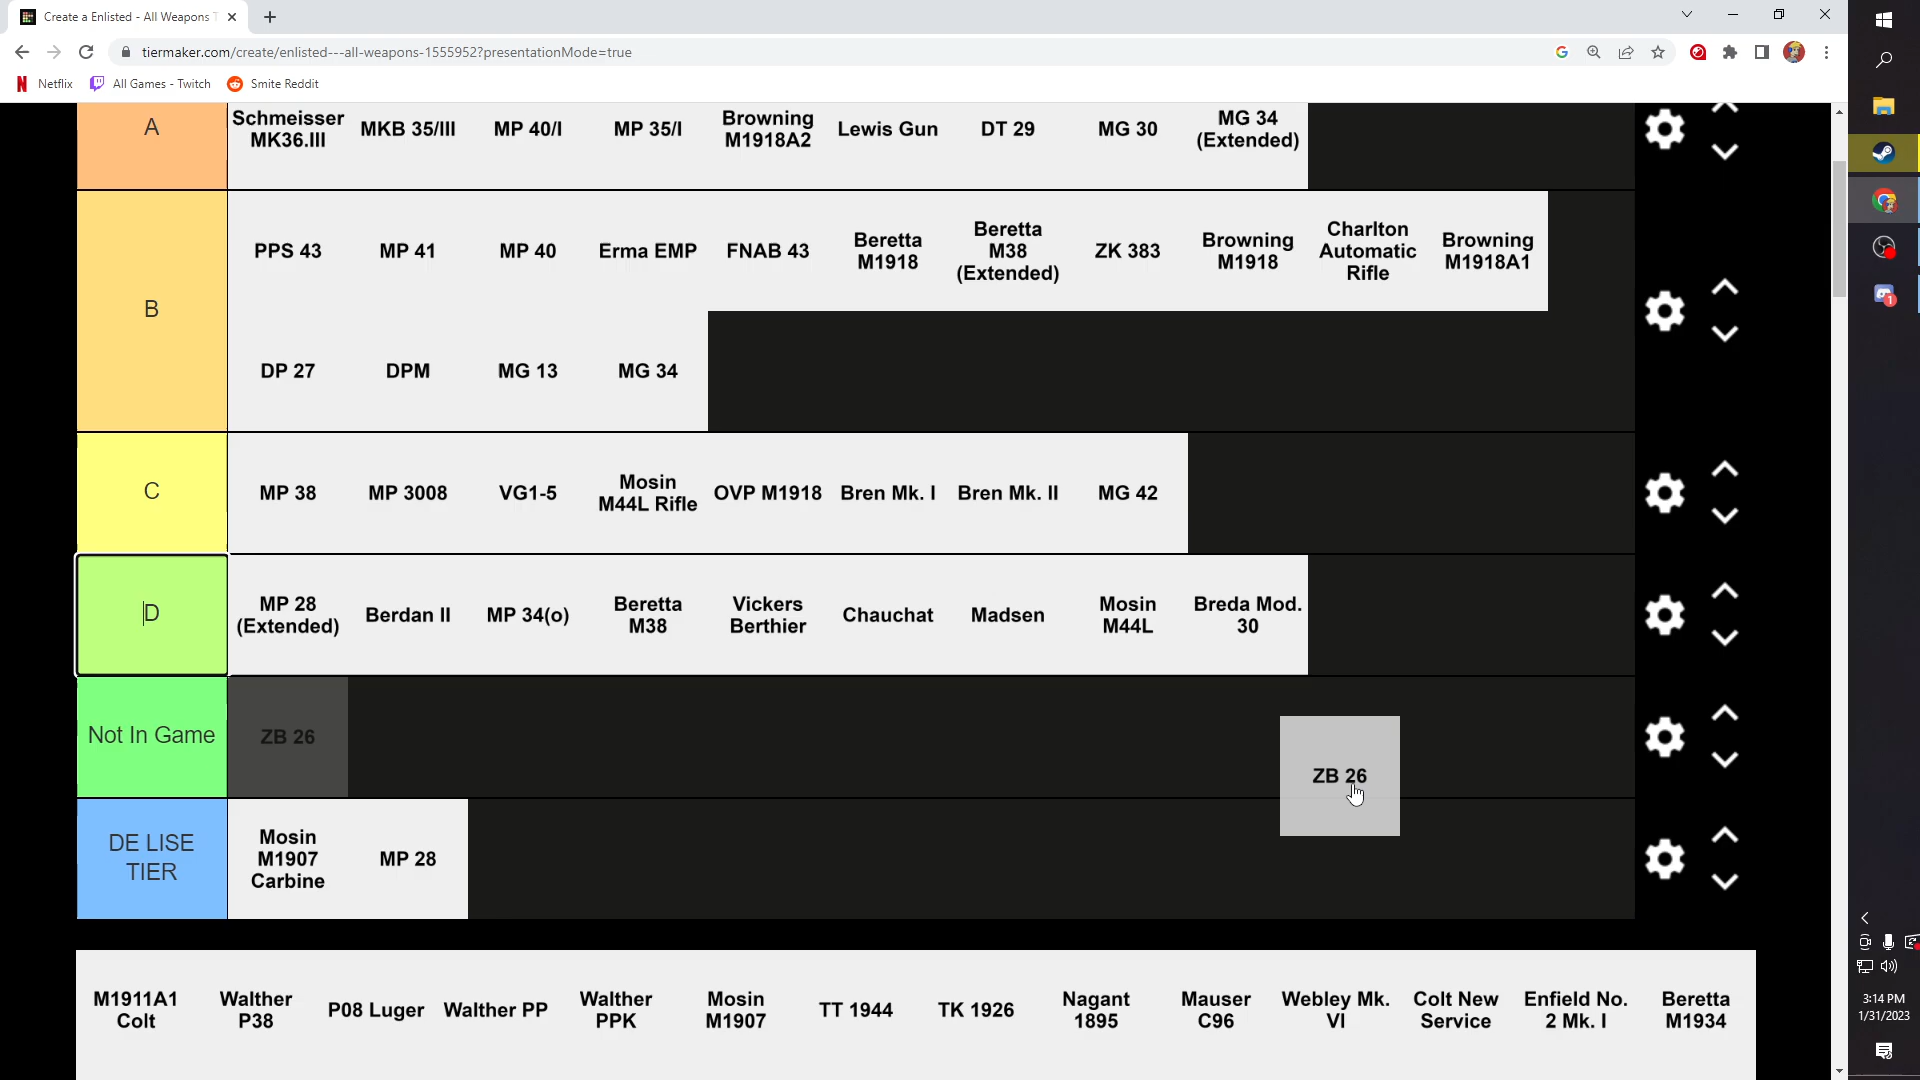 Create a Enlisted - All Weapons T
tiermaker.com/create/enlisted---all-weapons-1555952?presentationMode=true
Netflix
All Games - Twitch
Smite Reddit
A
Schmeisser
MK36.III
MKB 35/III
MP 40/I
MP 35/I
Browning
M1918A2
Lewis Gun
DT 29
MG 30
MG 34
(Extended)
B
PPS 43
MP 41
MP 40
Erma EMP
FNAB 43
Beretta
M1918
Beretta
M38
(Extended)
ZK 383
Browning
M1918
Charlton
Automatic
Rifle
Browning
M1918A1
DP 27
DPM
MG 13
MG 34
C
MP 38
MP 3008
VG1-5
Mosin
M44L Rifle
OVP M1918
Bren Mk. I
Bren Mk. II
MG 42
D
MP 28
(Extended)
Berdan II
MP 34(o)
Beretta
M38
Vickers
Berthier
Chauchat
Madsen
Mosin
M44L
Breda Mod.
30
Not In Game
ZB 26
ZB 26
DE LISE
TIER
Mosin
M1907
Carbine
MP 28
M1911A1
Colt
Walther
P38
P08 Luger
Walther PP
Walther
PPK
Mosin
M1907
TT 1944
TK 1926
Nagant
1895
Mauser
C96
Webley Mk.
VI
Colt New
Service
Enfield No.
2 Mk. I
Beretta
M1934
1
3:14 PM
1/31/2023